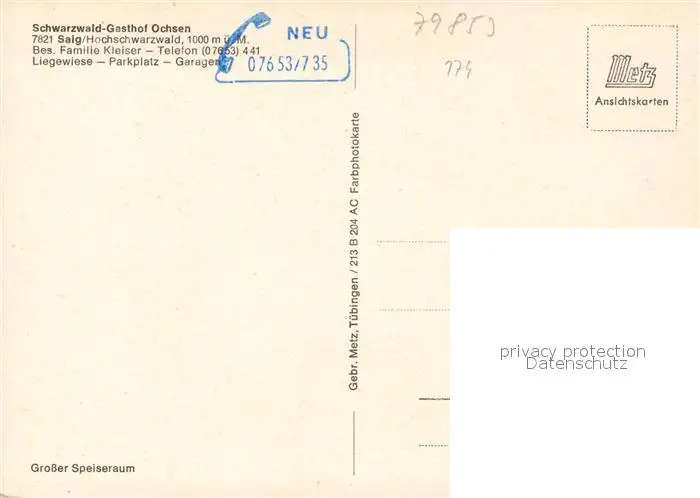 Schwarzwald-Gasthof Ochsen
7821 Saig/Hochschwarzwald, 1000 m ü. M.
Bes. Familie Kleiser – Telefon (07653) 441
Liegewiese – Parkplatz – Garagen
NEU
07653/735
79853
174
Metz
Ansichtskarten
Gebr. Metz, Tübingen / 213 B 204 AC Farbphotokarte
privacy protection
Datenschutz
Großer Speiseraum